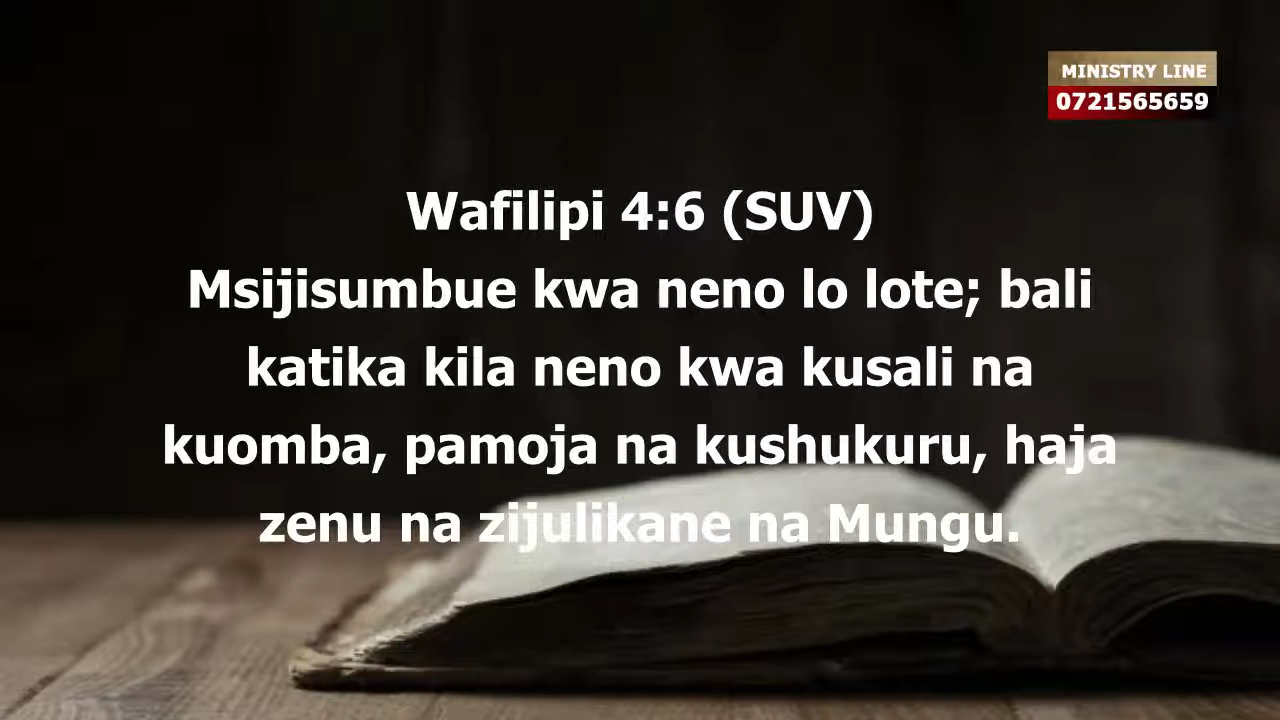 MINISTRY LINE
0721565659
Wafilipi 4:6 (SUV)
Msijisumbue kwa neno lo lote; bali
katika kila neno kwa kusali na
kuomba, pamoja na kushukuru, haja
zenu na zijulikane na Mungu.